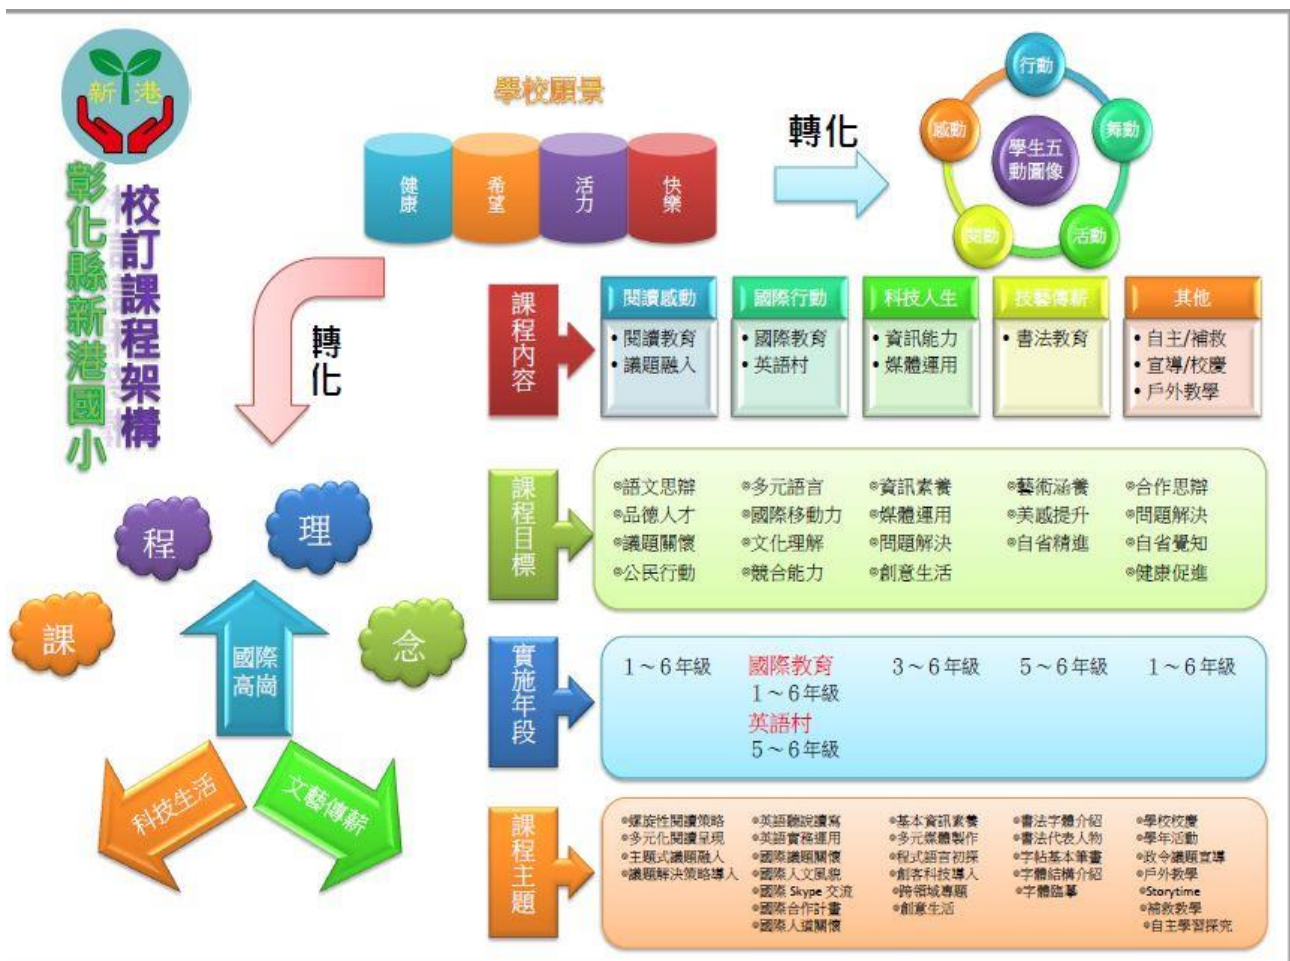 新港
彰化縣新港國小
校訂課程架構
學校願景
健康
希望
活力
快樂
轉化
行動
感動
舞動
學生五
動圖像
閱動
活動
轉化
課程內容
閱讀感動
國際行動
科技人生
技藝傳薪
其他
• 閱讀教育
• 議題融入
• 國際教育
• 英語村
• 資訊能力
• 媒體運用
• 書法教育
• 自主/補救
• 宣導/校慶
• 戶外教學
課程目標
◎語文思辯
◎品德人才
◎議題關懷
◎公民行動
◎多元語言
◎國際移動力
◎文化理解
◎競合能力
◎資訊素養
◎媒體運用
◎問題解決
◎創意生活
◎藝術涵養
◎美感提升
◎自省精進
◎合作思辯
◎問題解決
◎自省覺知
◎健康促進
課
程
理
念
國際
高崗
科技生活
文藝傳薪
實施年段
1～6年級
國際教育
1～6年級
英語村
5～6年級
3～6年級
5～6年級
1～6年級
課程主題
◎螺旋性閱讀策略
◎多元化閱讀呈現
◎主題式議題融入
◎議題解決策略導入
◎英語聽說讀寫
◎英語實務運用
◎國際議題關懷
◎國際人文風貌
◎國際 Skype 交流
◎國際合作計畫
◎國際人道關懷
◎基本資訊素養
◎多元媒體製作
◎程式語言初探
◎創客科技導入
◎跨領域專題
◎創意生活
◎書法字體介紹
◎書法代表人物
◎字帖基本筆畫
◎字體結構介紹
◎字體臨摹
◎學校校慶
◎學年活動
◎政令議題宣導
◎戶外教學
◎Storytime
◎補救教學
◎自主學習探究